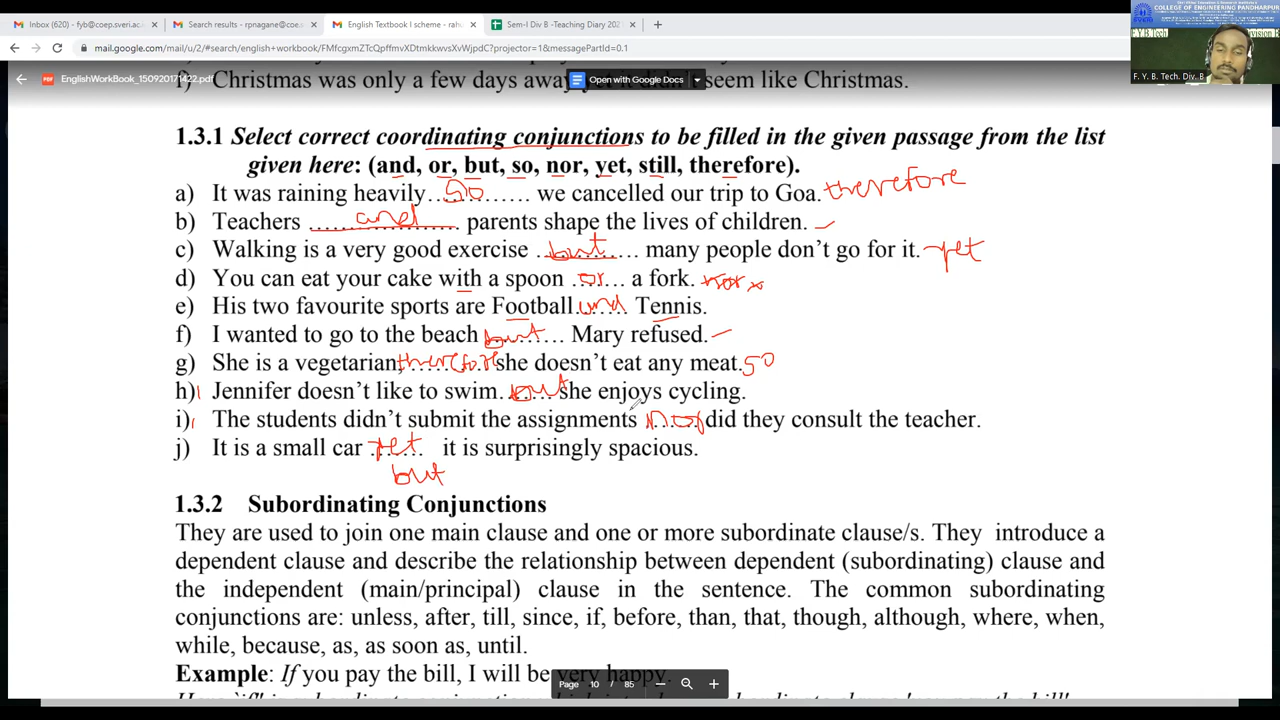 Inbox (620) - fyb@coep.sveri.ac.i
Search results - rpnagane@coe.p
English Textbook I scheme - rahu
Sem-I Div B -Teaching Diary 202
mail.google.com/mail/u/2/#search/english+workbook/FMfcgxmZTcQpffmvXDtmkkwvsXvWjpdC?projector=1&messagePartId=0.1
COLLEGE OF ENGINEERING PANDHARPUR
F. Y. B. Tech. Div. B
EnglishWorkBook_150920171422.pdf
Open with Google Docs
Christmas was only a few days away yet it didn't seem like Christmas.
1.3.1 Select correct coordinating conjunctions to be filled in the given passage from the list
given here: (and, or, but, so, nor, yet, still, therefore).
a) It was raining heavily so we cancelled our trip to Goa. therefore
b) Teachers and parents shape the lives of children.
c) Walking is a very good exercise but many people don't go for it. yet
d) You can eat your cake with a spoon or a fork. nor x
e) His two favourite sports are Football and Tennis.
f) I wanted to go to the beach but Mary refused.
g) She is a vegetarian, therefore she doesn't eat any meat. so
h) Jennifer doesn't like to swim. but she enjoys cycling.
i) The students didn't submit the assignments nor did they consult the teacher.
j) It is a small car yet it is surprisingly spacious.
but
1.3.2 Subordinating Conjunctions
They are used to join one main clause and one or more subordinate clause/s. They introduce a
dependent clause and describe the relationship between dependent (subordinating) clause and
the independent (main/principal) clause in the sentence. The common subordinating
conjunctions are: unless, after, till, since, if, before, than, that, though, although, where, when,
while, because, as, as soon as, until.
Example: If you pay the bill, I will be very happy.
Page 10 / 85